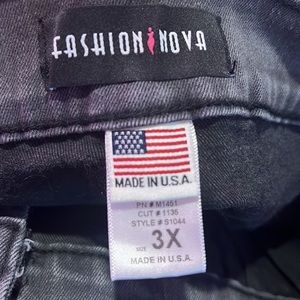 FASHION NOVA
MADE IN U.S.A.
PN # M1451
CUT # 1135
STYLE # S1044
SIZE 3X
MADE IN U.S.A.